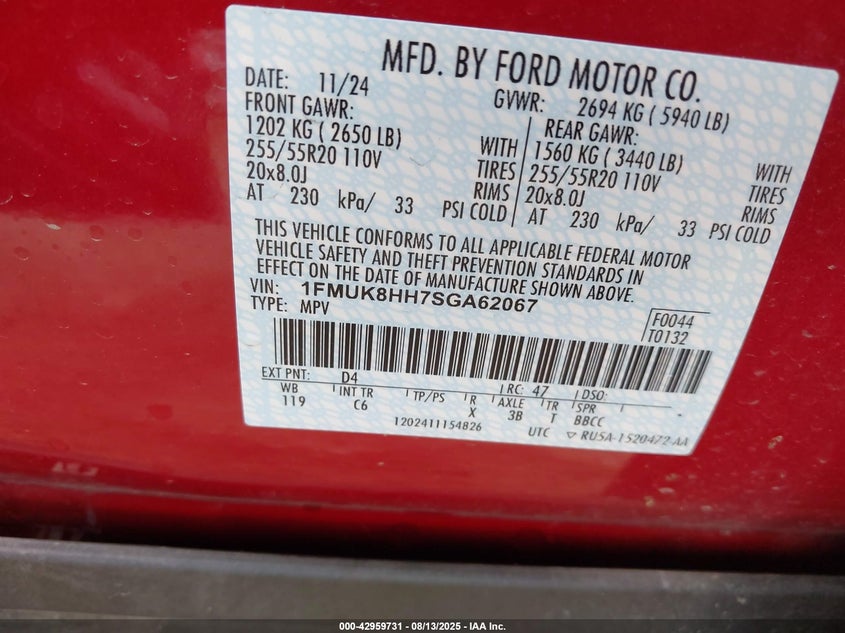 MFD. BY FORD MOTOR CO.
DATE: 11/24 GVWR: 2694 KG ( 5940 LB)
FRONT GAWR: REAR GAWR:
1202 KG ( 2650 LB) WITH 1560 KG ( 3440 LB) WITH
255/55R20 110V TIRES 255/55R20 110V TIRES
20x8.0J RIMS 20x8.0J RIMS
AT 230 kPa/ 33 PSI COLD AT 230 kPa/ 33 PSI COLD
THIS VEHICLE CONFORMS TO ALL APPLICABLE FEDERAL MOTOR
VEHICLE SAFETY AND THEFT PREVENTION STANDARDS IN
EFFECT ON THE DATE OF MANUFACTURE SHOWN ABOVE.
VIN: 1FMUK8HH7SGA62067
TYPE: MPV F0044
T0132
EXT PNT: D4 RC: 47 DSO:
WB INT TR TP/PS R AXLE TR SPR
119 C6 X 3B T BBCC
1202411154826 UTC ▽ RU5A-1520472-AA
000-42959731 - 08/13/2025 - IAA Inc.